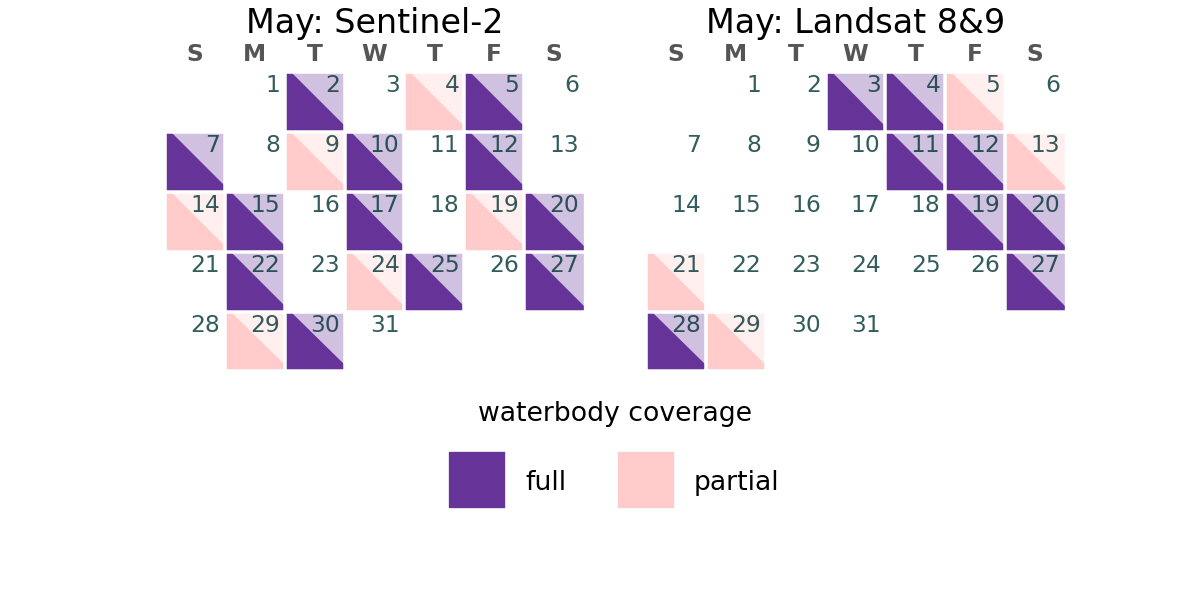 May: Sentinel-2
S M T W T F S
1 2 3 4 5 6
7 8 9 10 11 12 13
14 15 16 17 18 19 20
21 22 23 24 25 26 27
28 29 30 31
May: Landsat 8&9
S M T W T F S
1 2 3 4 5 6
7 8 9 10 11 12 13
14 15 16 17 18 19 20
21 22 23 24 25 26 27
28 29 30 31
waterbody coverage
full partial